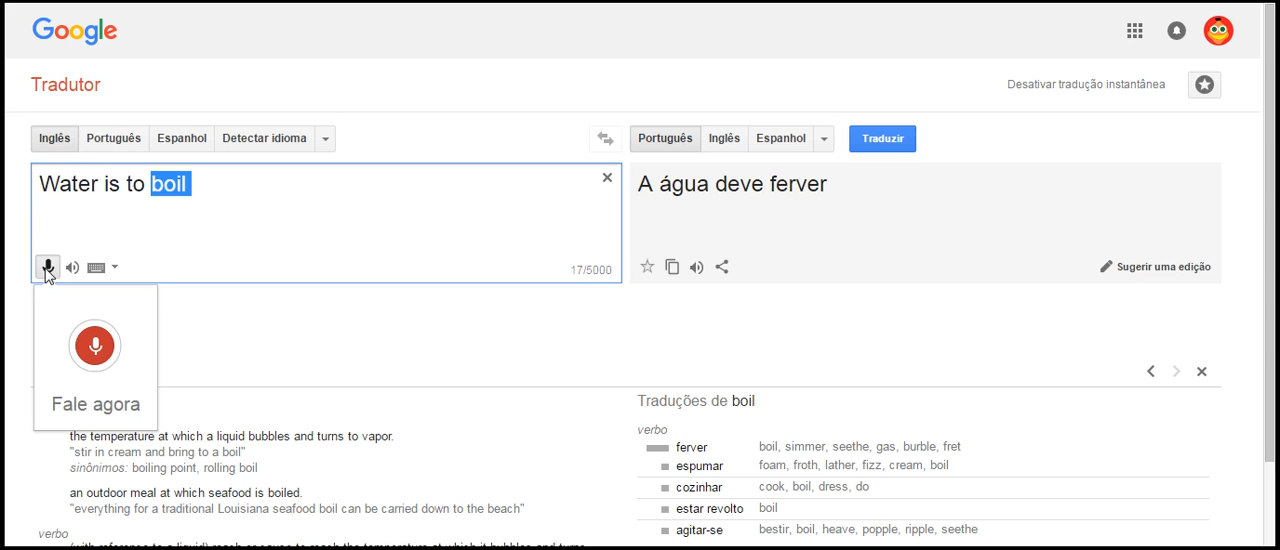 Google
Tradutor
Desativar tradução instantânea
Inglês Português Espanhol Detectar idioma
Português Inglês Espanhol
Traduzir
Water is to boil
A água deve ferver
17/5000
Sugerir uma edição
Fale agora
the temperature at which a liquid bubbles and turns to vapor.
"stir in cream and bring to a boil"
sinônimos: boiling point, rolling boil
an outdoor meal at which seafood is boiled.
"everything for a traditional Louisiana seafood boil can be carried down to the beach"
verbo
Traduções de boil
verbo
ferver boil, simmer, seethe, gas, burble, fret
espumar foam, froth, lather, fizz, cream, boil
cozinhar cook, boil, dress, do
estar revolto boil
agitar-se bestir, boil, heave, popple, ripple, seethe